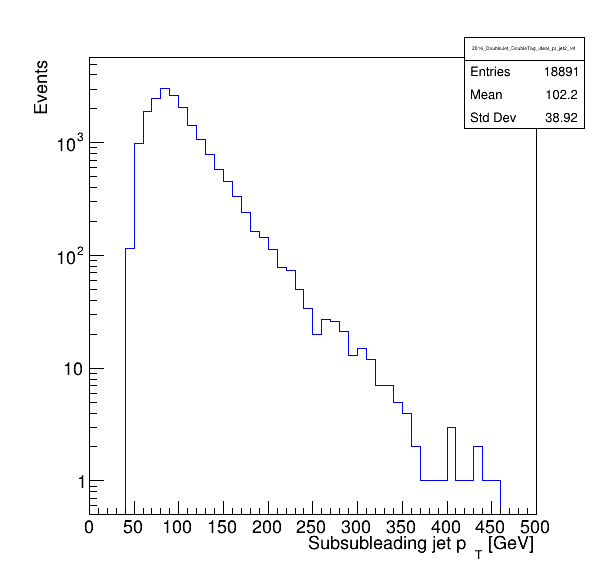 Entries 18891
Mean 102.2
Std Dev 38.92
Events
10³
10²
10
1
0 50 100 150 200 250 300 350 400 450 500
Subsubleading jet p T [GeV]